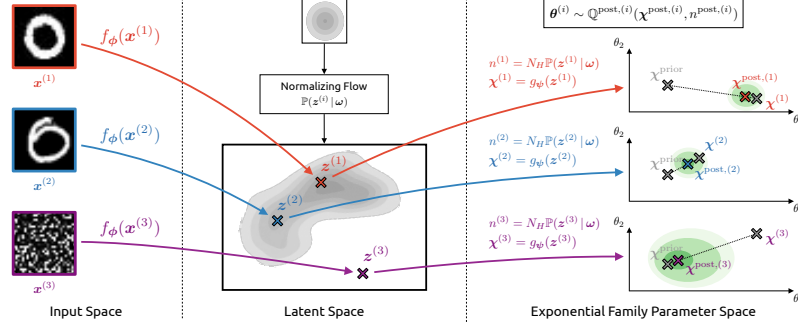 f_ϕ(x^(1))
x^(1)
f_ϕ(x^(2))
x^(2)
f_ϕ(x^(3))
x^(3)
Input Space
Normalizing Flow
ℙ(z^(i) | ω)
z^(1)
z^(2)
z^(3)
Latent Space
θ^(i) ∼ ℚ^post,(i)(χ^post,(i), n^post,(i))
n^(1) = N_H ℙ(z^(1) | ω)
χ^(1) = g_ψ(z^(1))
θ_2
χ^prior
χ^post,(1)
χ^(1)
θ
n^(2) = N_H ℙ(z^(2) | ω)
χ^(2) = g_ψ(z^(2))
θ_2
χ^(2)
χ^prior
χ^post,(2)
θ
n^(3) = N_H ℙ(z^(3) | ω)
χ^(3) = g_ψ(z^(3))
θ_2
χ^(3)
χ^prior
χ^post,(3)
θ
Exponential Family Parameter Space